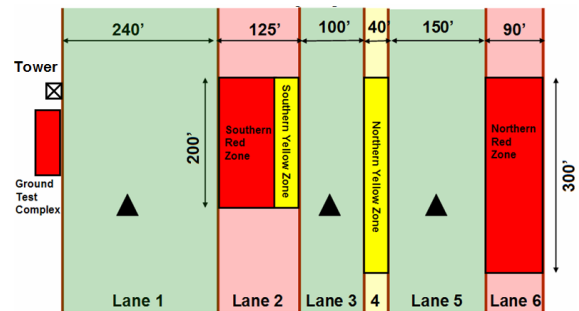 240’
125’
100’
40’
150’
90’
Tower
Ground
Test
Complex
200’
Southern
Red
Zone
Southern Yellow Zone
Northern Yellow Zone
Northern
Red
Zone
300’
Lane 1
Lane 2
Lane 3
4
Lane 5
Lane 6